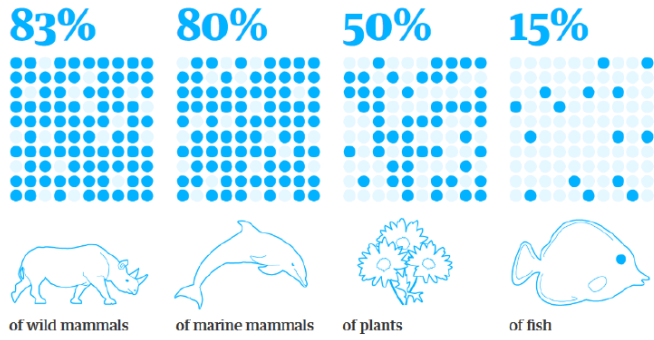 83% 80% 50% 15%
of wild mammals of marine mammals of plants of fish